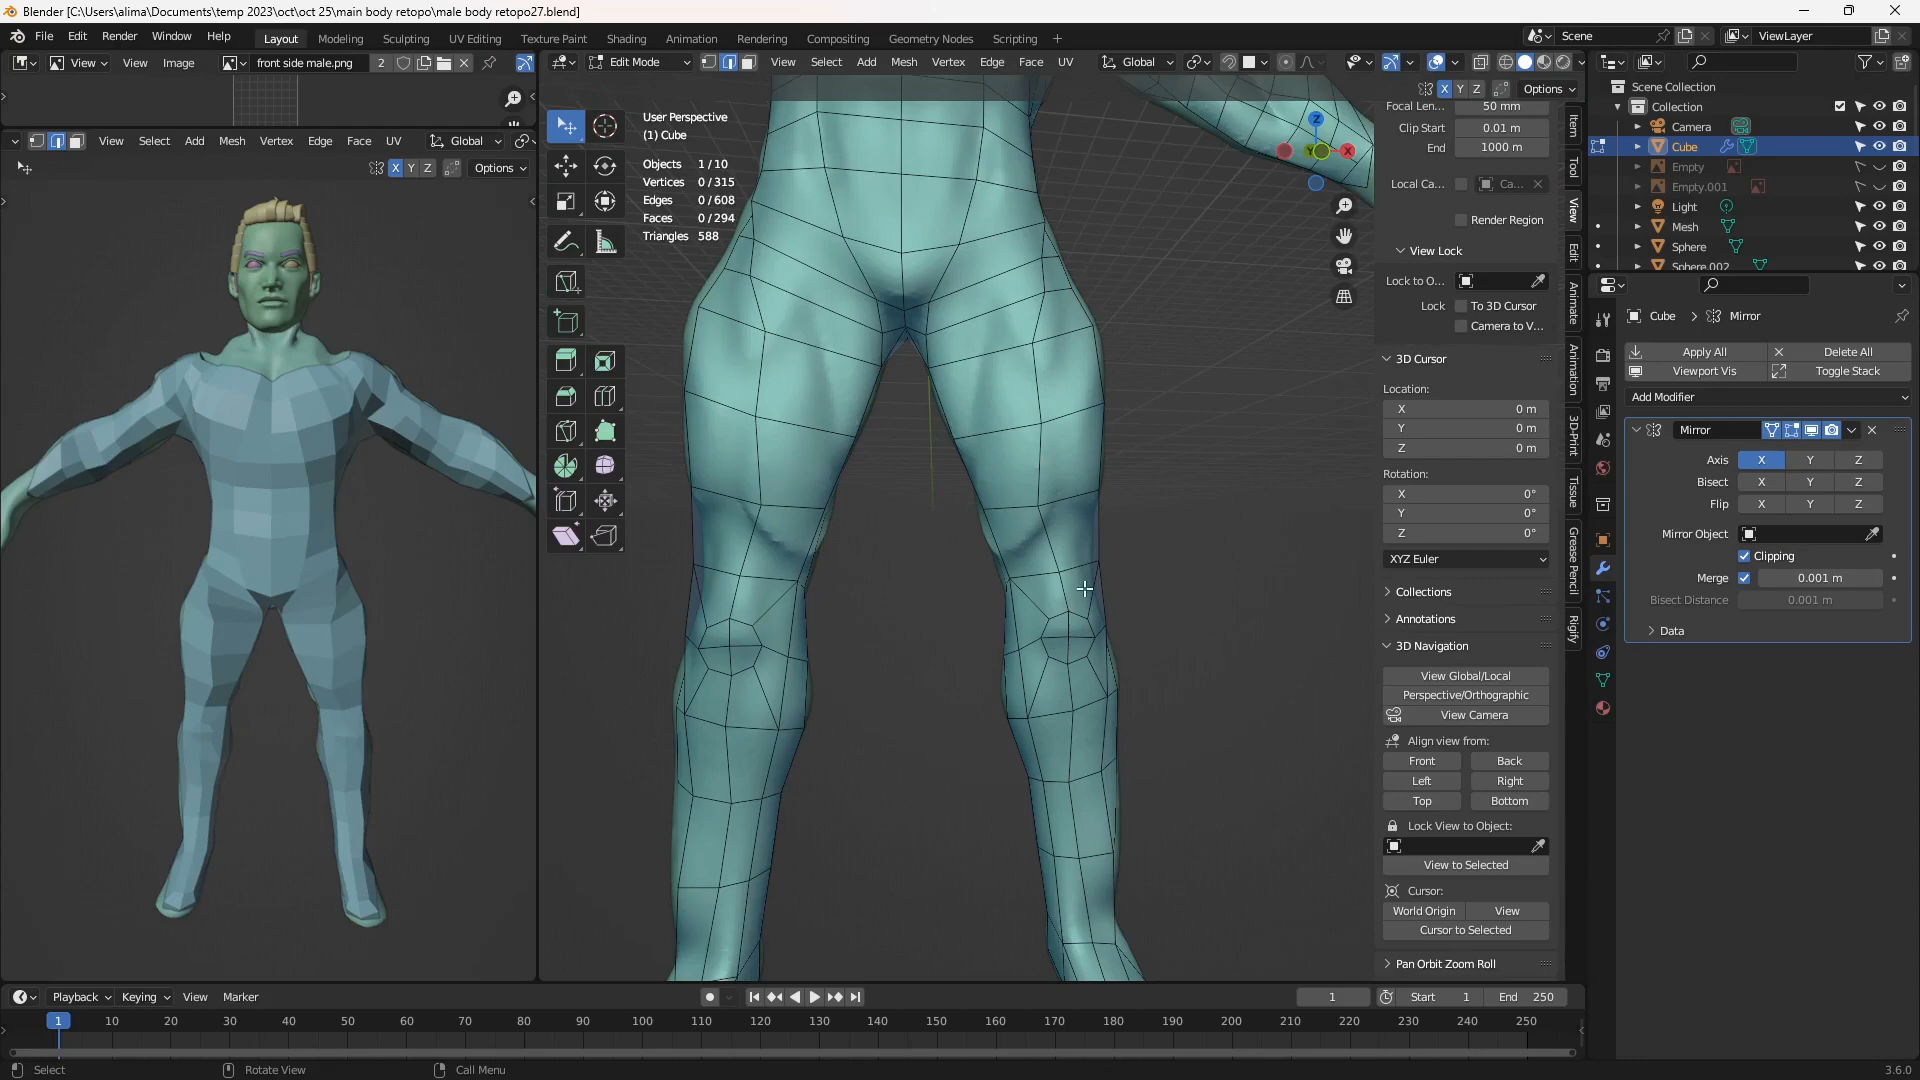 Blender [C:\Users\alima\Documents\temp 2023\oct\oct 25\main body retopo\male body retopo27.blend]
File Edit Render Window Help Layout Modeling Sculpting UV Editing Texture Paint Shading Animation Rendering Compositing Geometry Nodes Scripting Scene ViewLayer
View View Image front side male.png 2 Edit Mode View Select Add Mesh Vertex Edge Face UV Global
X Y Z Options
View Select Add Mesh Vertex Edge Face UV Global
X Y Z Options
User Perspective
(1) Cube
Objects 1/10
Vertices 0/315
Edges 0/608
Faces 0/294
Triangles 588
Z X
Focal Len... 50 mm
Clip Start 0.01 m
End 1000 m
Local Ca... Ca...
Render Region
View Lock
Lock to O...
Lock To 3D Cursor
Camera to V...
3D Cursor
Location:
X 0 m
Y 0 m
Z 0 m
Rotation:
X 0°
Y 0°
Z 0°
XYZ Euler
Collections
Annotations
3D Navigation
View Global/Local
Perspective/Orthographic
View Camera
Align view from:
Front Back
Left Right
Top Bottom
Lock View to Object:
View to Selected
Cursor:
World Origin View
Cursor to Selected
Pan Orbit Zoom Roll
Item
Tool
View
Edit
Animate
Animation
3D-Print
Tissue
Grease Pencil
Rigify
Scene Collection
Collection
Camera
Cube
Empty
Empty.001
Light
Mesh
Sphere
Sphere.002
Cube Mirror
Apply All Delete All
Viewport Vis Toggle Stack
Add Modifier
Mirror
Axis X Y Z
Bisect X Y Z
Flip X Y Z
Mirror Object
Clipping
Merge 0.001 m
Bisect Distance 0.001 m
Data
Playback Keying View Marker 1 Start 1 End 250
1 10 20 30 40 50 60 70 80 90 100 110 120 130 140 150 160 170 180 190 200 210 220 230 240 250
Select Rotate View Call Menu 3.6.0